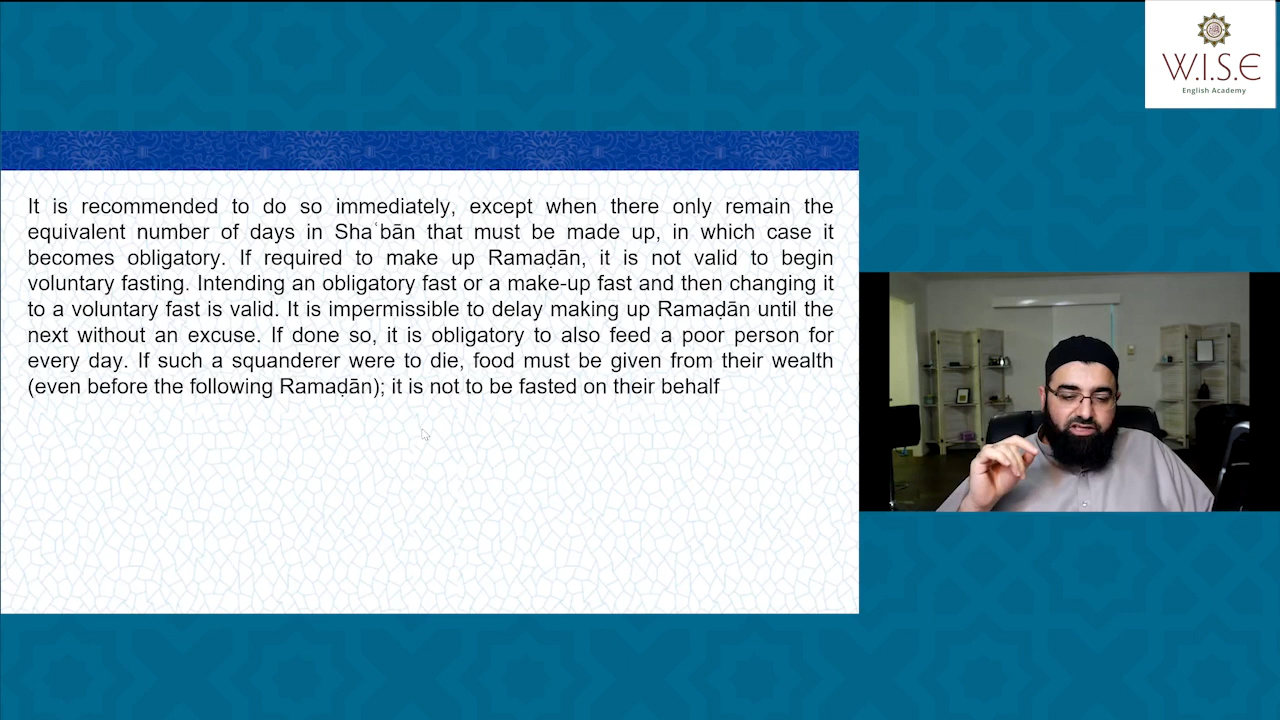 W.I.S.E
English Academy
It is recommended to do so immediately, except when there only remain the
equivalent number of days in Shaʿbān that must be made up, in which case it
becomes obligatory. If required to make up Ramaḍān, it is not valid to begin
voluntary fasting. Intending an obligatory fast or a make-up fast and then changing it
to a voluntary fast is valid. It is impermissible to delay making up Ramaḍān until the
next without an excuse. If done so, it is obligatory to also feed a poor person for
every day. If such a squanderer were to die, food must be given from their wealth
(even before the following Ramaḍān); it is not to be fasted on their behalf